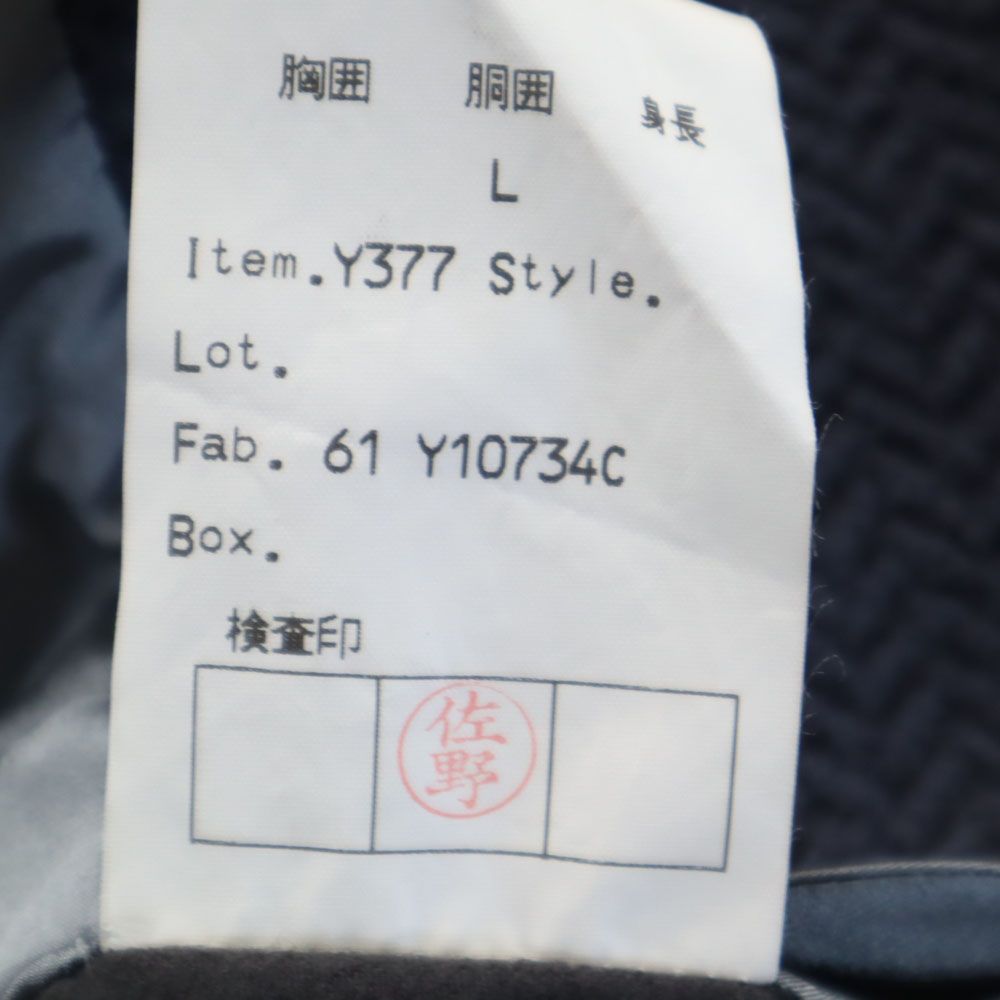 胸囲 胴囲 身長
L
Item.Y377 Style.
Lot.
Fab. 61 Y10734C
Box.
検査印
佐
野